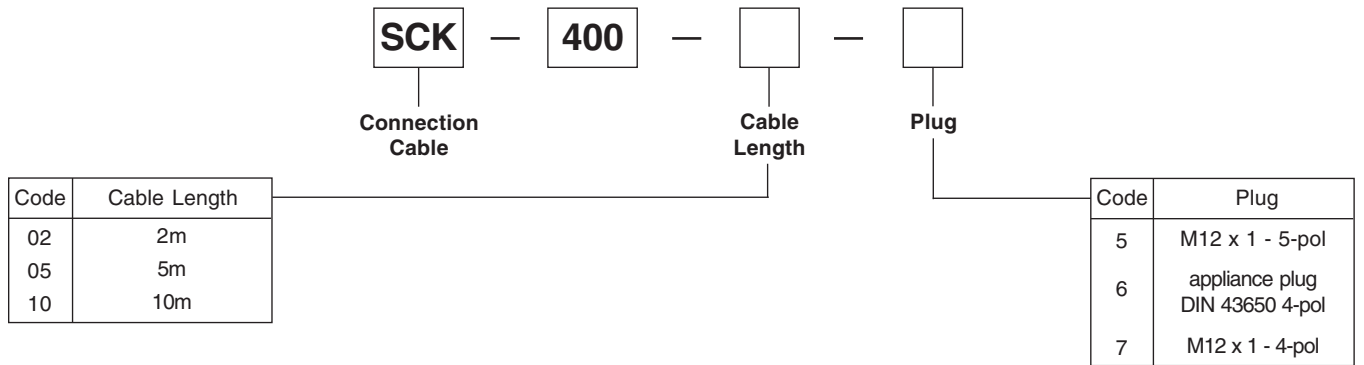 SCK — 400 — —
Connection
Cable
Cable
Length
Plug
Code Cable Length
02 2m
05 5m
10 10m
Code Plug
5 M12 x 1 - 5-pol
6 appliance plug
DIN 43650 4-pol
7 M12 x 1 - 4-pol